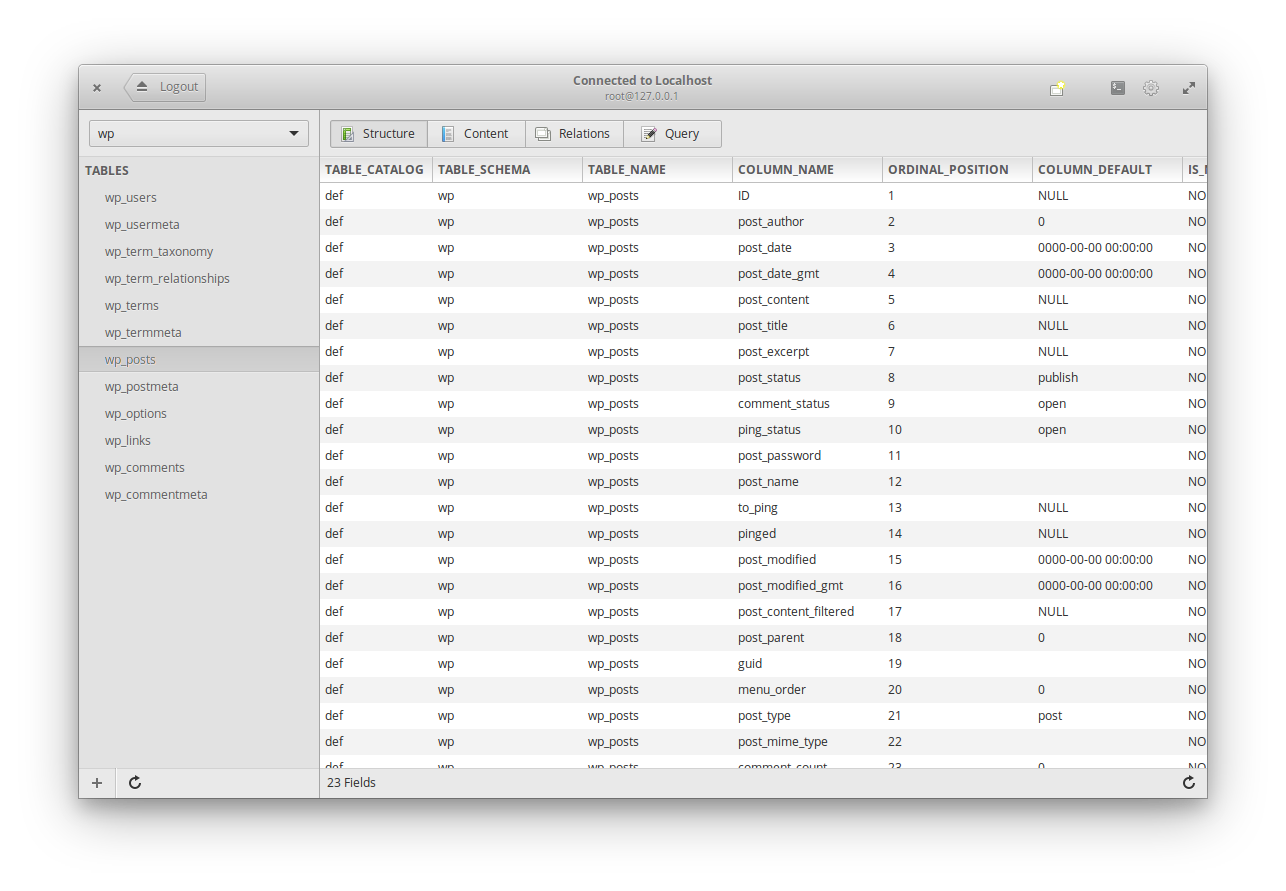 Logout
Connected to Localhost
root@127.0.0.1
wp
Structure Content Relations Query
TABLES
wp_users
wp_usermeta
wp_term_taxonomy
wp_term_relationships
wp_terms
wp_termmeta
wp_posts
wp_postmeta
wp_options
wp_links
wp_comments
wp_commentmeta
TABLE_CATALOG TABLE_SCHEMA TABLE_NAME COLUMN_NAME ORDINAL_POSITION COLUMN_DEFAULT
def wp wp_posts ID 1 NULL NO
def wp wp_posts post_author 2 0 NO
def wp wp_posts post_date 3 0000-00-00 00:00:00 NO
def wp wp_posts post_date_gmt 4 0000-00-00 00:00:00 NO
def wp wp_posts post_content 5 NULL NO
def wp wp_posts post_title 6 NULL NO
def wp wp_posts post_excerpt 7 NULL NO
def wp wp_posts post_status 8 publish NO
def wp wp_posts comment_status 9 open NO
def wp wp_posts ping_status 10 open NO
def wp wp_posts post_password 11 NO
def wp wp_posts post_name 12 NO
def wp wp_posts to_ping 13 NULL NO
def wp wp_posts pinged 14 NULL NO
def wp wp_posts post_modified 15 0000-00-00 00:00:00 NO
def wp wp_posts post_modified_gmt 16 0000-00-00 00:00:00 NO
def wp wp_posts post_content_filtered 17 NULL NO
def wp wp_posts post_parent 18 0 NO
def wp wp_posts guid 19 NO
def wp wp_posts menu_order 20 0 NO
def wp wp_posts post_type 21 post NO
def wp wp_posts post_mime_type 22 NO
def wp wp_posts comment_count 23 0 NO
23 Fields